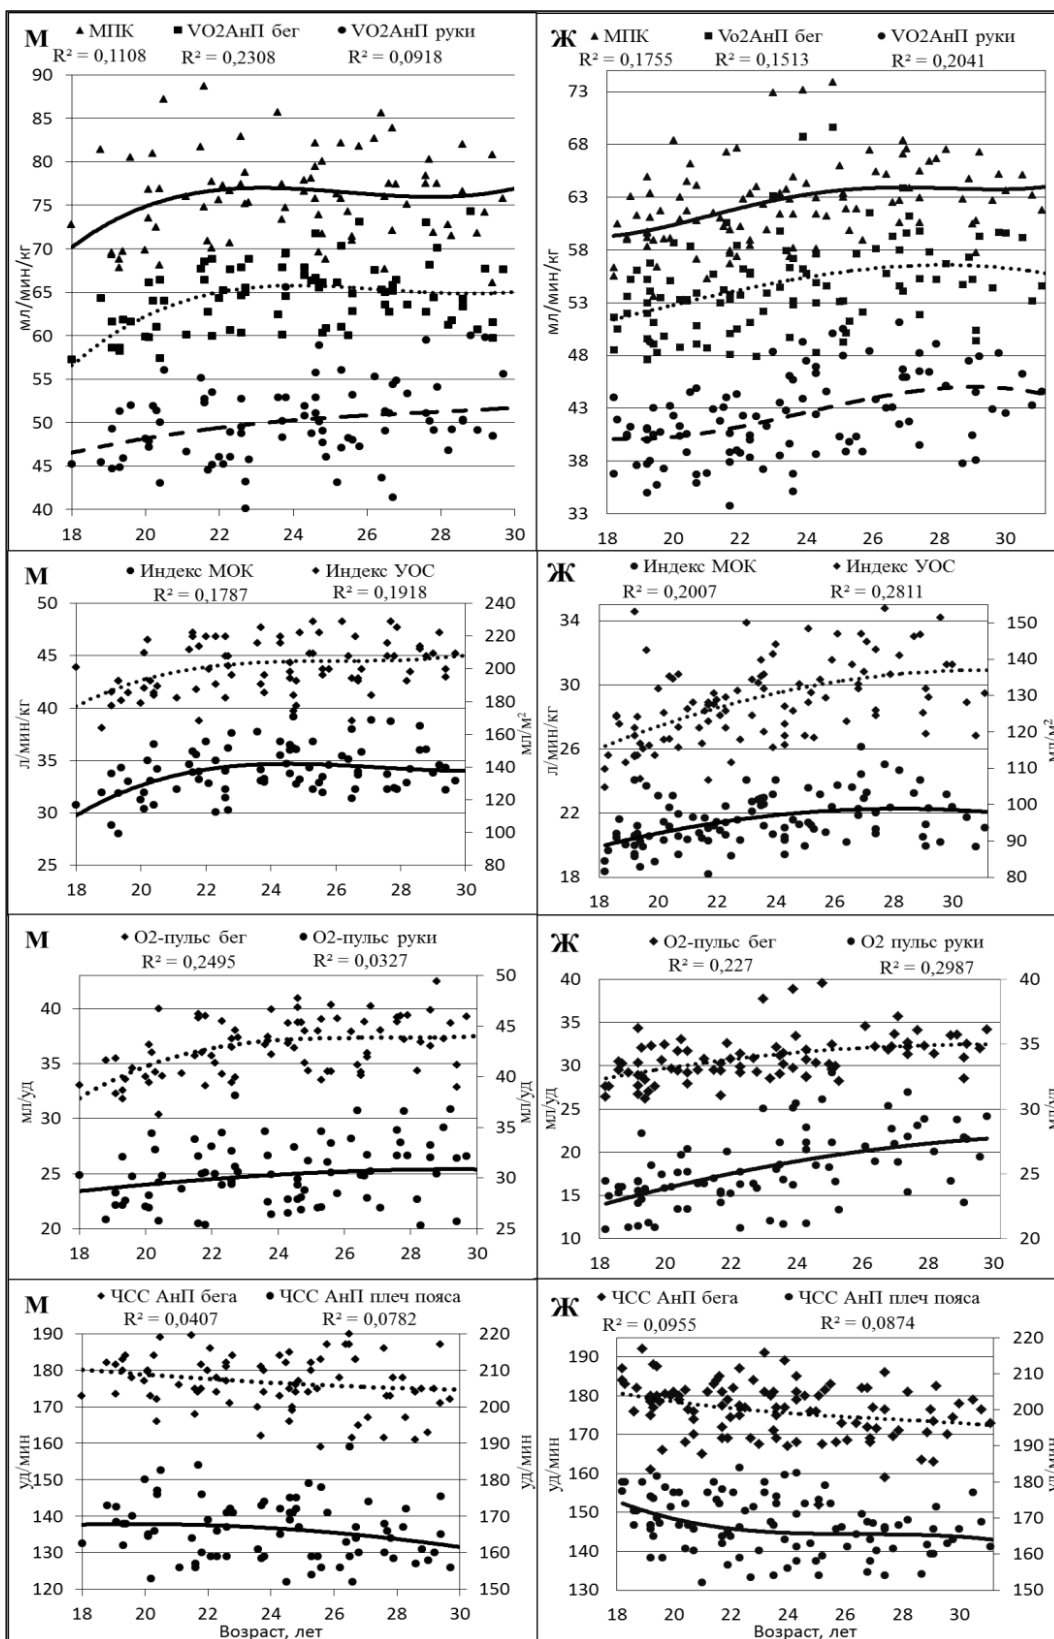 М
МПК VO2АнП бег VO2АнП руки
R² = 0,1108 R² = 0,2308 R² = 0,0918
90
85
80
75
70
65
60
55
50
45
40
мл/мин/кг
18 20 22 24 26 28 30
Ж
МПК Vo2АнП бег VO2АнП руки
R² = 0,1755 R² = 0,1513 R² = 0,2041
73
68
63
58
53
48
43
38
33
мл/мин/кг
18 20 22 24 26 28 30
М
Индекс МОК Индекс УОС
R² = 0,1787 R² = 0,1918
50
45
40
35
30
25
л/мин/кг
240
220
200
180
160
140
120
100
80
мл/м²
18 20 22 24 26 28 30
Ж
Индекс МОК Индекс УОС
R² = 0,2007 R² = 0,2811
34
30
26
22
18
л/мин/кг
150
140
130
120
110
100
90
80
мл/м²
18 20 22 24 26 28 30
М
О2-пульс бег О2-пульс руки
R² = 0,2495 R² = 0,0327
40
35
30
25
20
мл/уд
50
45
40
35
30
25
мл/уд
18 20 22 24 26 28 30
Ж
О2-пульс бег О2 пульс руки
R² = 0,227 R² = 0,2987
40
35
30
25
20
15
10
мл/уд
40
35
30
25
20
мл/уд
18 20 22 24 26 28 30
М
ЧСС АнП бега ЧСС АнП плеч пояса
R² = 0,0407 R² = 0,0782
190
180
170
160
150
140
130
120
уд/мин
220
210
200
190
180
170
160
150
уд/мин
18 20 22 24 26 28 30
Возраст, лет
Ж
ЧСС АнП бега ЧСС АнП плеч пояса
R² = 0,0955 R² = 0,0874
190
180
170
160
150
140
130
уд/мин
220
210
200
190
180
170
160
150
уд/мин
18 20 22 24 26 28 30
Возраст, лет